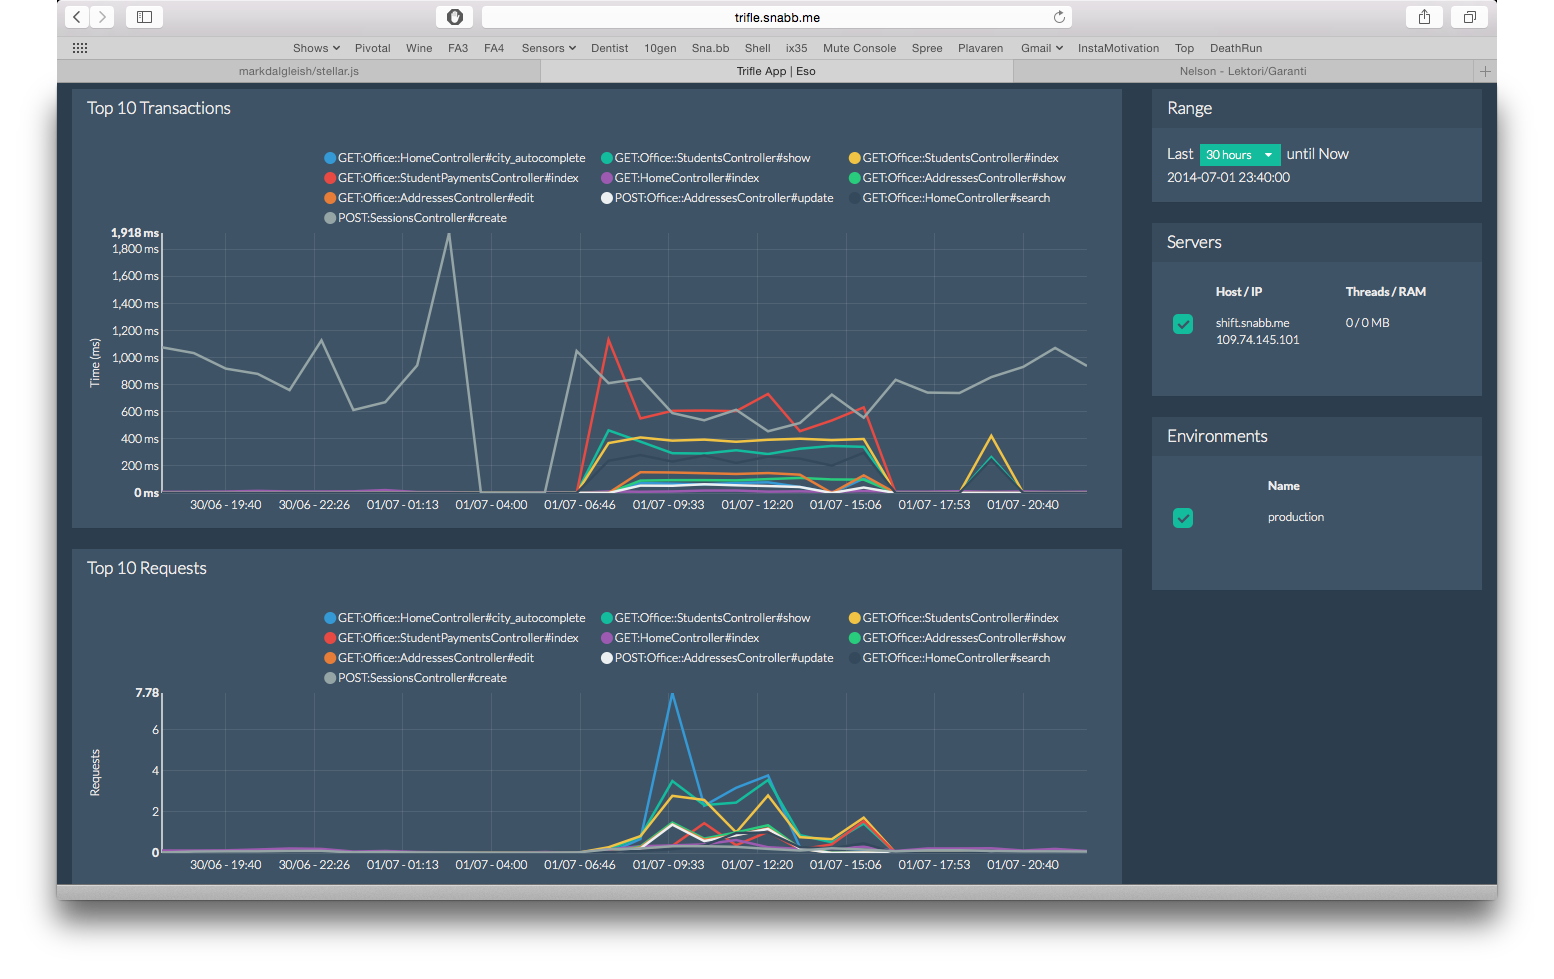 trifle.snabb.me
Shows Pivotal Wine FA3 FA4 Sensors Dentist 10gen Sna.bb Shell ix35 Mute Console Spree Plavaren Gmail InstaMotivation Top DeathRun
markdalgleish/stellar.js Trifle App | Eso Nelson - Lektori/Garanti
Top 10 Transactions
GET:Office::HomeController#city_autocomplete GET:Office::StudentsController#show GET:Office::StudentsController#index
GET:Office::StudentPaymentsController#index GET:HomeController#index GET:Office::AddressesController#show
GET:Office::AddressesController#edit POST:Office::AddressesController#update GET:Office::HomeController#search
POST:SessionsController#create
1,918 ms
1,800 ms
1,600 ms
1,400 ms
1,200 ms
1,000 ms
800 ms
600 ms
400 ms
200 ms
0 ms
Time (ms)
30/06 - 19:40 30/06 - 22:26 01/07 - 01:13 01/07 - 04:00 01/07 - 06:46 01/07 - 09:33 01/07 - 12:20 01/07 - 15:06 01/07 - 17:53 01/07 - 20:40
Top 10 Requests
GET:Office::HomeController#city_autocomplete GET:Office::StudentsController#show GET:Office::StudentsController#index
GET:Office::StudentPaymentsController#index GET:HomeController#index GET:Office::AddressesController#show
GET:Office::AddressesController#edit POST:Office::AddressesController#update GET:Office::HomeController#search
POST:SessionsController#create
7.78
6
4
2
0
Requests
30/06 - 19:40 30/06 - 22:26 01/07 - 01:13 01/07 - 04:00 01/07 - 06:46 01/07 - 09:33 01/07 - 12:20 01/07 - 15:06 01/07 - 17:53 01/07 - 20:40
Range
Last 30 hours until Now
2014-07-01 23:40:00
Servers
Host / IP Threads / RAM
shift.snabb.me 0 / 0 MB
109.74.145.101
Environments
Name
production